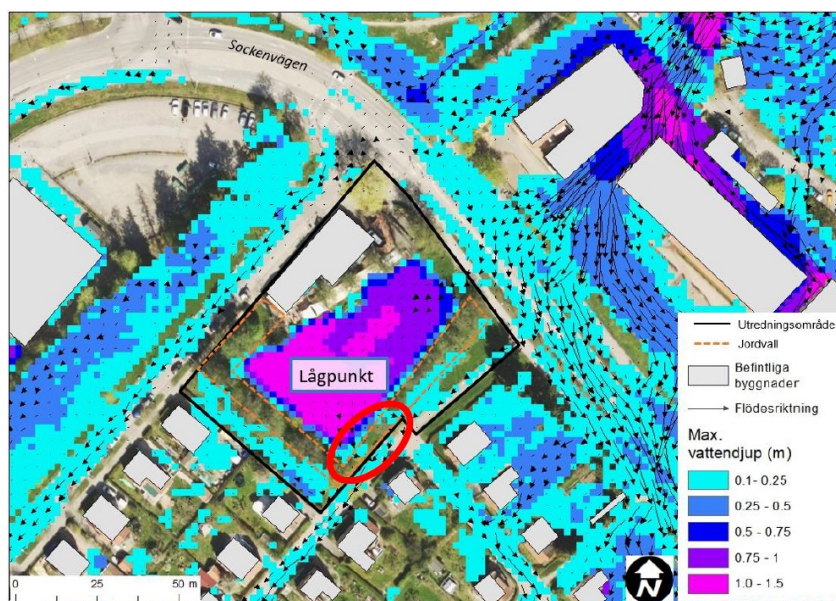 Sockenvägen
Lågpunkt
Utredningsområde
Jordvall
Befintliga
byggnader
Flödesriktning
Max.
vattendjup (m)
0.1- 0.25
0.25 - 0.5
0.5 - 0.75
0.75 - 1
1.0 - 1.5
0 25 50 m
N